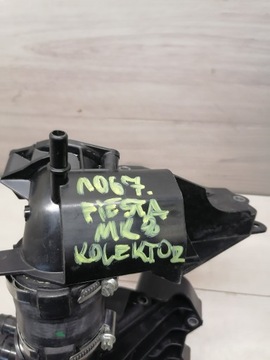 1067.
FIESTA
MK8
KOLEKTOR